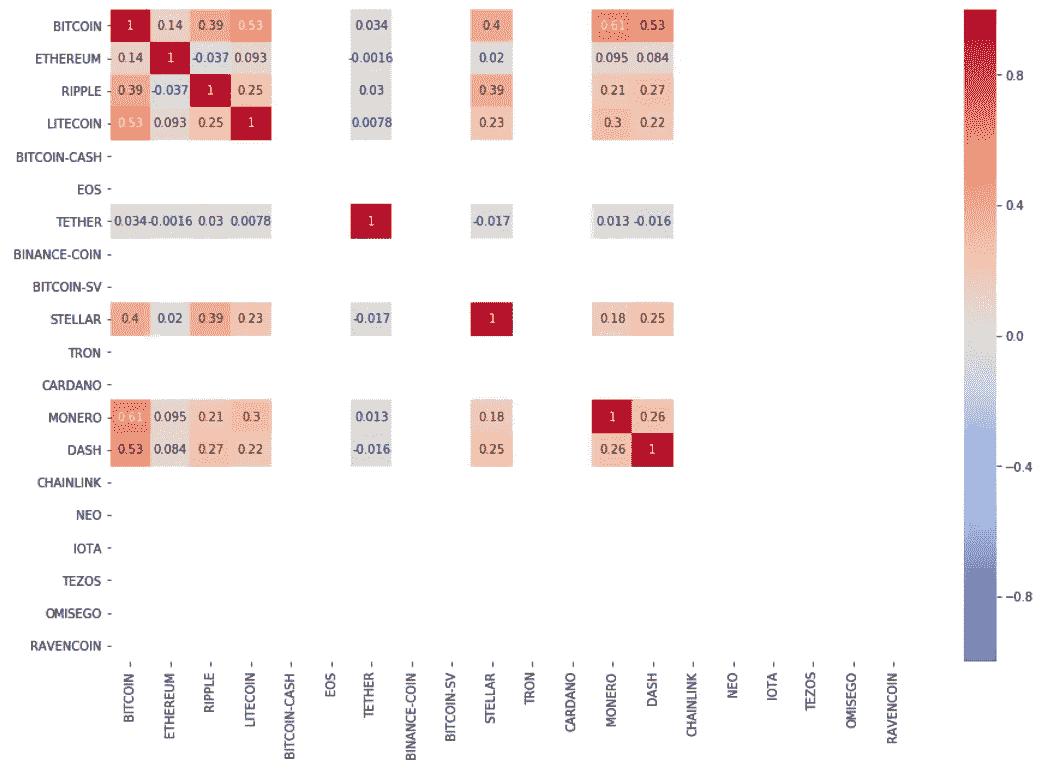 BITCOIN 1 0.14 0.39 0.53 0.034 0.4 0.61 0.53
ETHEREUM 0.14 1 -0.037 0.093 -0.0016 0.02 0.095 0.084
0.8
RIPPLE 0.39 -0.037 1 0.25 0.03 0.39 0.21 0.27
LITECOIN 0.53 0.093 0.25 1 0.0078 0.23 0.3 0.22
BITCOIN-CASH
EOS
0.4
TETHER 0.034 -0.0016 0.03 0.0078 1 -0.017 0.013 -0.016
BINANCE-COIN
BITCOIN-SV
STELLAR 0.4 0.02 0.39 0.23 -0.017 1 0.18 0.25
0.0
TRON
CARDANO
MONERO 0.61 0.095 0.21 0.3 0.013 0.18 1 0.26
DASH 0.53 0.084 0.27 0.22 -0.016 0.25 0.26 1
−0.4
CHAINLINK
NEO
IOTA
TEZOS
−0.8
OMISEGO
RAVENCOIN
BITCOIN
ETHEREUM
RIPPLE
LITECOIN
BITCOIN-CASH
EOS
TETHER
BINANCE-COIN
BITCOIN-SV
STELLAR
TRON
CARDANO
MONERO
DASH
CHAINLINK
NEO
IOTA
TEZOS
OMISEGO
RAVENCOIN